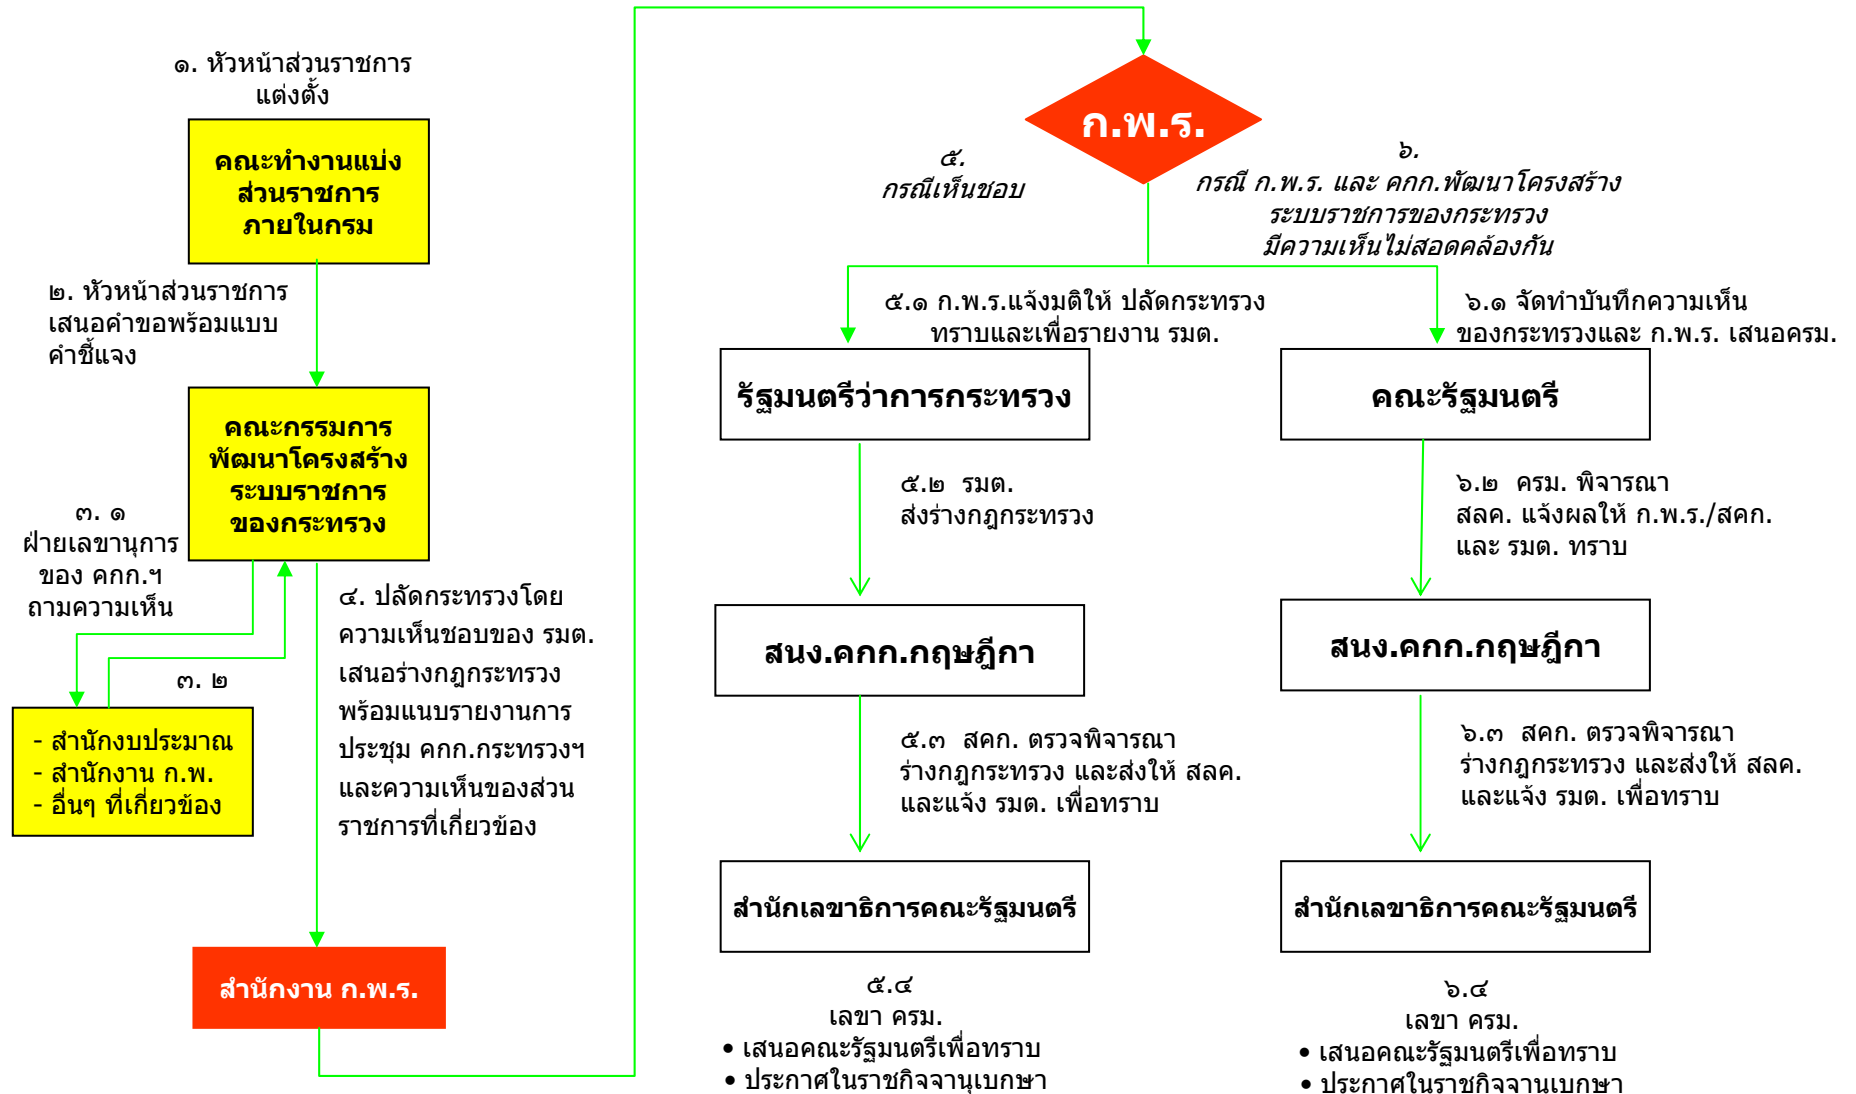 ๑. หัวหน้าส่วนราชการ
แต่งตั้ง
คณะทำงานแบ่ง
ส่วนราชการ
ภายในกรม
๒. หัวหน้าส่วนราชการ
เสนอคำขอพร้อมแบบ
คำชี้แจง
คณะกรรมการ
พัฒนาโครงสร้าง
ระบบราชการ
ของกระทรวง
๓. ๑
ฝ่ายเลขานุการ
ของ คกก.ฯ
ถามความเห็น
๓. ๒
- สำนักงบประมาณ
- สำนักงาน ก.พ.
- อื่นๆ ที่เกี่ยวข้อง
๔. ปลัดกระทรวงโดย
ความเห็นชอบของ รมต.
เสนอร่างกฎกระทรวง
พร้อมแนบรายงานการ
ประชุม คกก.กระทรวงฯ
และความเห็นของส่วน
ราชการที่เกี่ยวข้อง
สำนักงาน ก.พ.ร.
ก.พ.ร.
๕.
กรณีเห็นชอบ
๖.
กรณี ก.พ.ร. และ คกก.พัฒนาโครงสร้าง
ระบบราชการของกระทรวง
มีความเห็นไม่สอดคล้องกัน
๕.๑ ก.พ.ร.แจ้งมติให้ ปลัดกระทรวง
ทราบและเพื่อรายงาน รมต.
รัฐมนตรีว่าการกระทรวง
๕.๒ รมต.
ส่งร่างกฎกระทรวง
สนง.คกก.กฤษฎีกา
๕.๓ สคก. ตรวจพิจารณา
ร่างกฎกระทรวง และส่งให้ สลค.
และแจ้ง รมต. เพื่อทราบ
สำนักเลขาธิการคณะรัฐมนตรี
๕.๔
เลขา ครม.
• เสนอคณะรัฐมนตรีเพื่อทราบ
• ประกาศในราชกิจจานุเบกษา
๖.๑ จัดทำบันทึกความเห็น
ของกระทรวงและ ก.พ.ร. เสนอครม.
คณะรัฐมนตรี
๖.๒ ครม. พิจารณา
สลค. แจ้งผลให้ ก.พ.ร./สคก.
และ รมต. ทราบ
สนง.คกก.กฤษฎีกา
๖.๓ สคก. ตรวจพิจารณา
ร่างกฎกระทรวง และส่งให้ สลค.
และแจ้ง รมต. เพื่อทราบ
สำนักเลขาธิการคณะรัฐมนตรี
๖.๔
เลขา ครม.
• เสนอคณะรัฐมนตรีเพื่อทราบ
• ประกาศในราชกิจจานุเบกษา